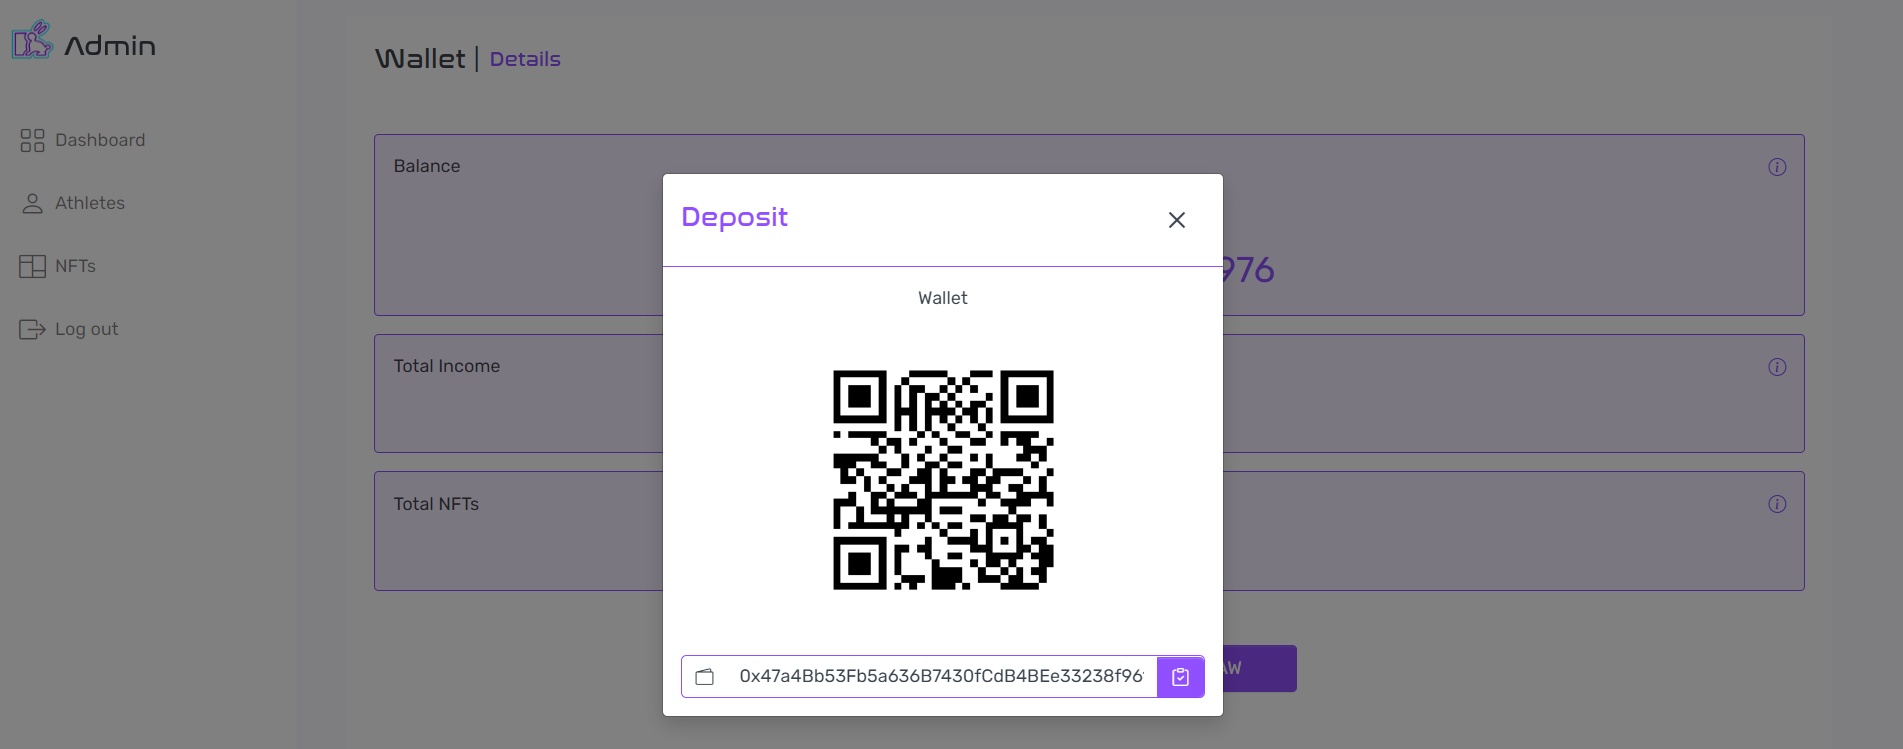 Admin
Dashboard
Athletes
NFTs
Log out
Wallet | Details
Balance
976
Total Income
Total NFTs
AW
Deposit
Wallet
0x47a4Bb53Fb5a636B7430fCdB4BEe33238f96